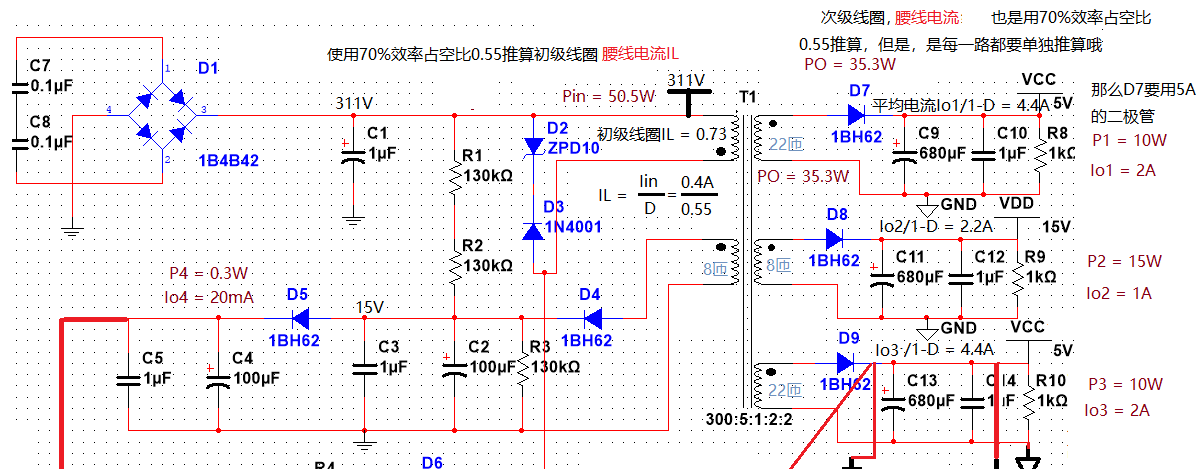 次级线圈, 腰线电流: 也是用70%效率占空比
0.55推算，但是，是每一路都要单独推算哦
使用70%效率占空比0.55推算初级线圈 腰线电流IL
PO = 35.3W
C7
0.1µF
C8
0.1µF
D1
1
4
3
2
1B4B42
311V
C1
1µF
Pin = 50.5W
311V
T1
D7
1BH62
平均电流Io1/1-D = 4.4A
VCC
5V
那么D7要用5A
的二极管
P1 = 10W
Io1 = 2A
D2
ZPD10
初级线圈IL = 0.73
22匝
C9
680µF
C10
1µF
R8
1kΩ
R1
130kΩ
PO = 35.3W
IL = Iin/D = 0.4A/0.55
D3
1N4001
GND
VDD
15V
D8
1BH62
Io2/1-D = 2.2A
R2
130kΩ
8匝
8匝
C11
680µF
C12
1µF
R9
1kΩ
P2 = 15W
Io2 = 1A
P4 = 0.3W
Io4 = 20mA
D5
1BH62
15V
D4
1BH62
GND
VCC
5V
D9
1BH62
Io3 /1-D = 4.4A
C5
1µF
C4
100µF
C3
1µF
C2
100µF
R3
130kΩ
22匝
C13
680µF
C14
1µF
R10
1kΩ
P3 = 10W
Io3 = 2A
300:5:1:2:2
R4
D6